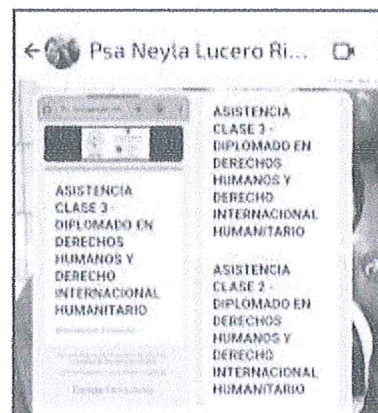 Psa Neyla Lucero Ri...
ASISTENCIA
CLASE 3 -
DIPLOMADO EN
DERECHOS
HUMANOS Y
DERECHO
INTERNACIONAL
HUMANITARIO
ASISTENCIA
CLASE 3 -
DIPLOMADO EN
DERECHOS
HUMANOS Y
DERECHO
INTERNACIONAL
HUMANITARIO
ASISTENCIA
CLASE 2 -
DIPLOMADO EN
DERECHOS
HUMANOS Y
DERECHO
INTERNACIONAL
HUMANITARIO